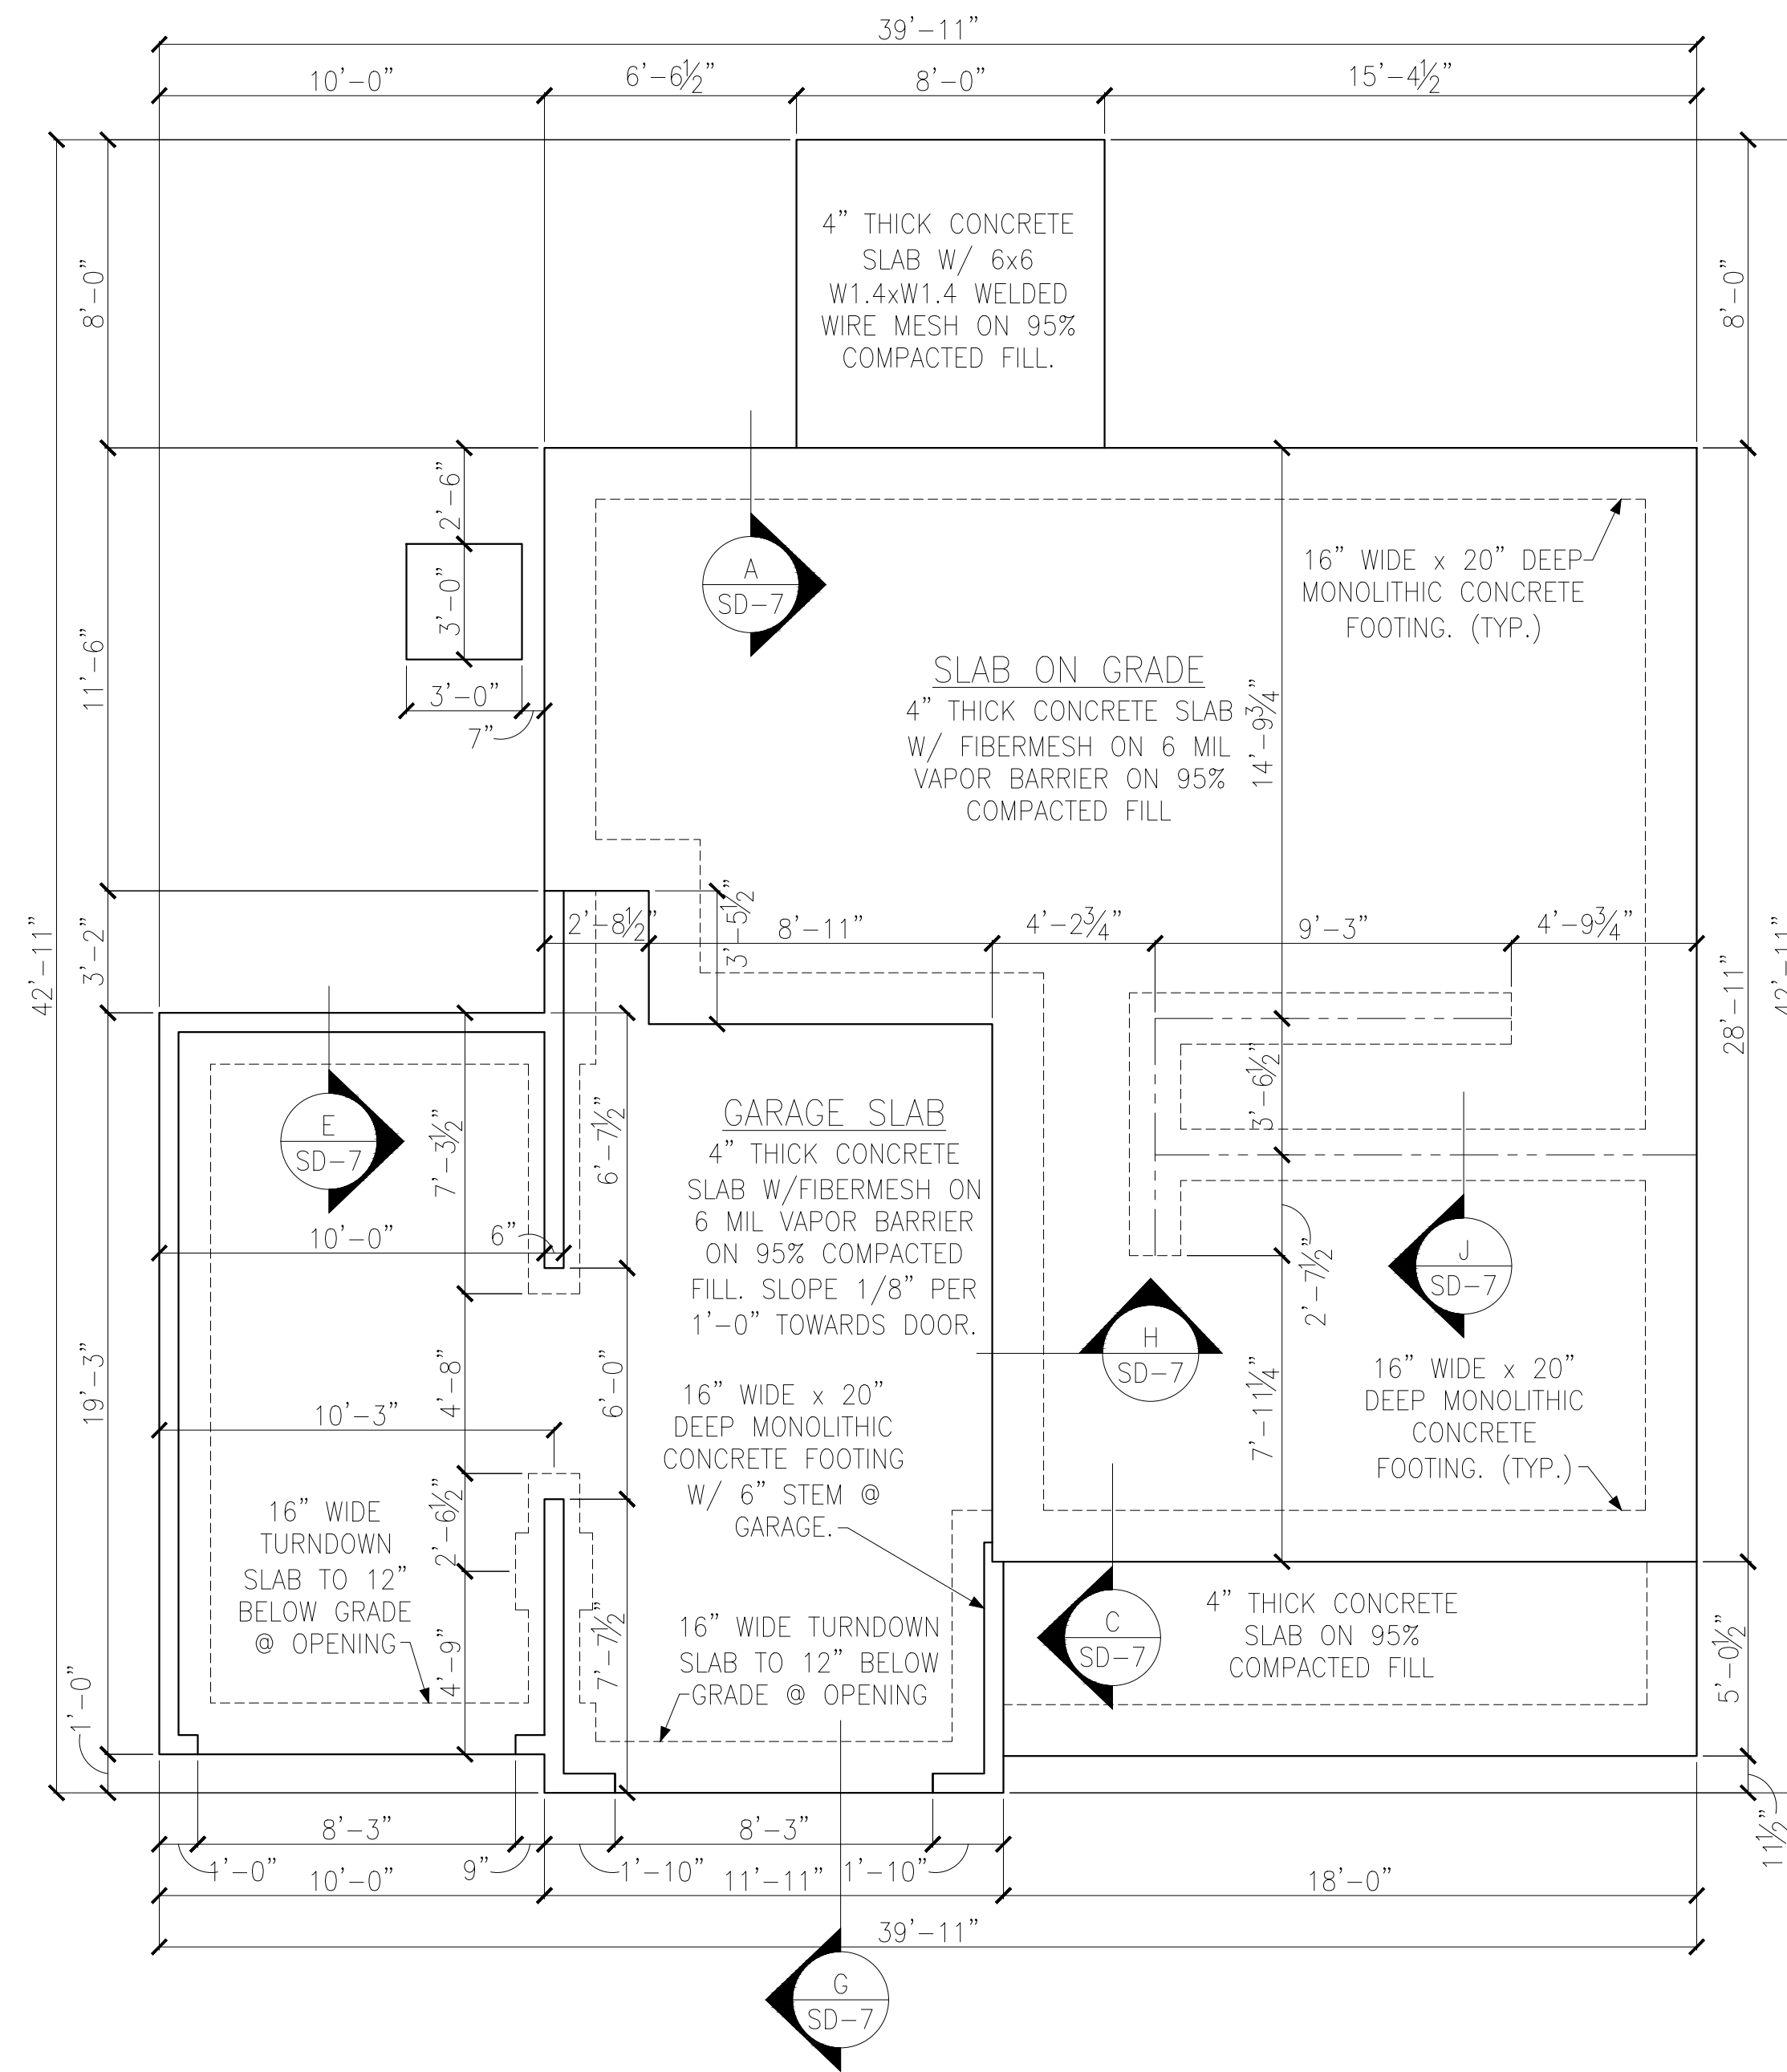 39'-11"
10'-0"
6'-6½"
8'-0"
15'-4½"
4" THICK CONCRETE
SLAB W/ 6x6
W1.4xW1.4 WELDED
WIRE MESH ON 95%
COMPACTED FILL.
8'-0"
8'-0"
2'-6"
3'-0"
3'-0"
7"
11'-6"
A
SD-7
16" WIDE x 20" DEEP
MONOLITHIC CONCRETE
FOOTING. (TYP.)
SLAB ON GRADE
4" THICK CONCRETE SLAB
W/ FIBERMESH ON 6 MIL
VAPOR BARRIER ON 95%
COMPACTED FILL
14'-9¾"
42'-11"
3'-2"
2'-8½"
3'-5½"
8'-11"
4'-2¾"
9'-3"
4'-9¾"
28'-11"
42'-11"
E
SD-7
7'-3½"
6'-7½"
3'-6½"
GARAGE SLAB
4" THICK CONCRETE
SLAB W/FIBERMESH ON
6 MIL VAPOR BARRIER
ON 95% COMPACTED
FILL. SLOPE 1/8" PER
1'-0" TOWARDS DOOR.
10'-0"
6"
J
SD-7
2'-7½"
H
SD-7
19'-3"
10'-3"
4'-8"
6'-0"
7'-11¼"
16" WIDE x 20"
DEEP MONOLITHIC
CONCRETE FOOTING
W/ 6" STEM @
GARAGE.
16" WIDE x 20"
DEEP MONOLITHIC
CONCRETE
FOOTING. (TYP.)
16" WIDE
TURNDOWN
SLAB TO 12"
BELOW GRADE
@ OPENING
2'-6½"
4'-9"
7'-7½"
16" WIDE TURNDOWN
SLAB TO 12" BELOW
GRADE @ OPENING
C
SD-7
4" THICK CONCRETE
SLAB ON 95%
COMPACTED FILL
5'-0½"
1'-0"
11½"
8'-3"
8'-3"
1'-0"
9"
1'-10"
1'-10"
10'-0"
11'-11"
18'-0"
39'-11"
G
SD-7